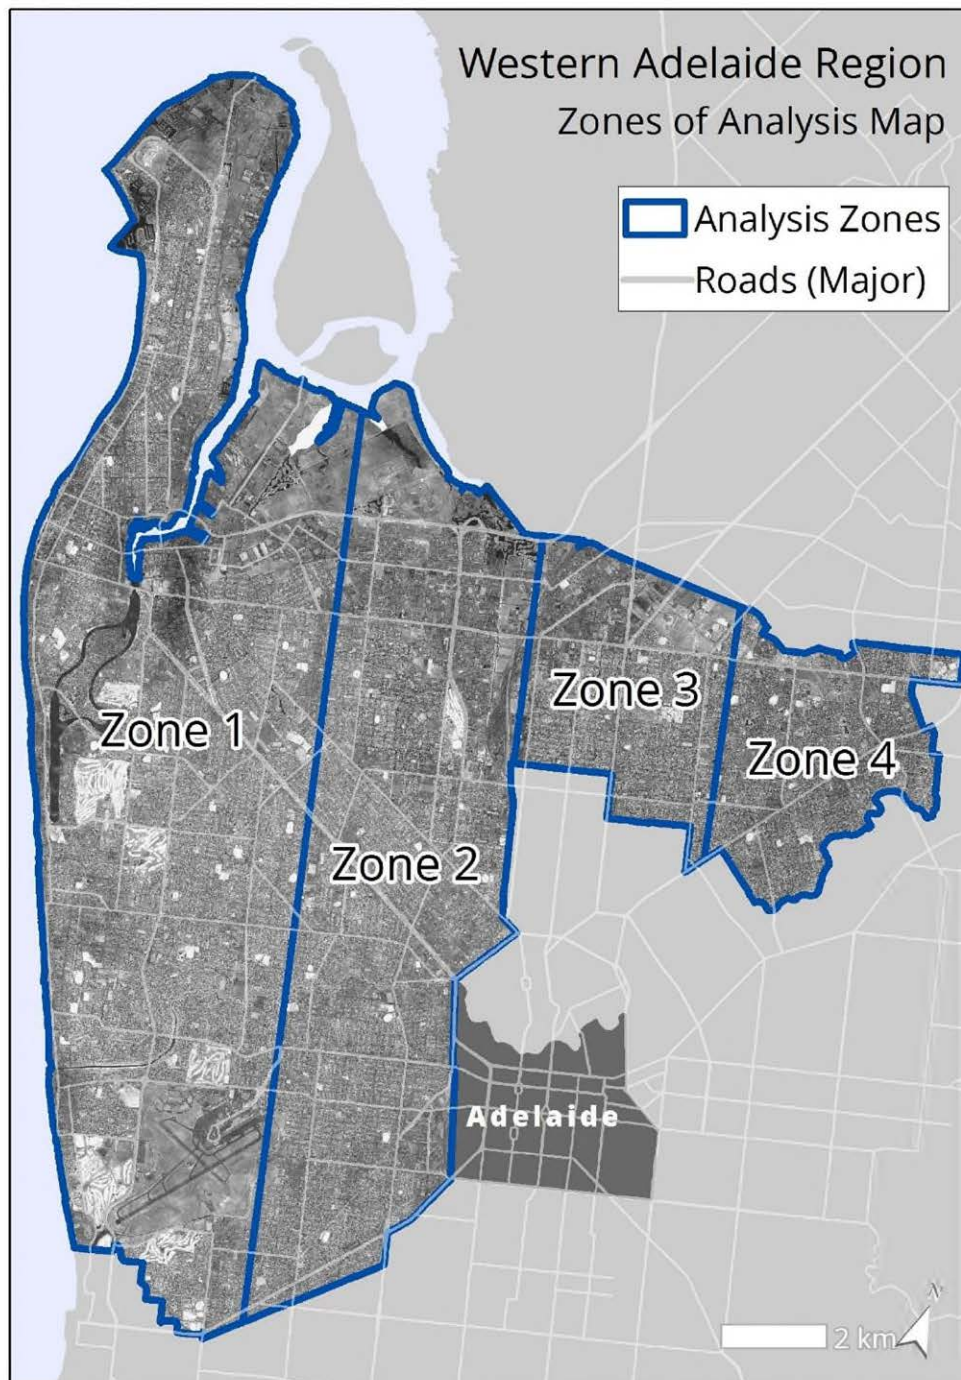 Western Adelaide Region
Zones of Analysis Map
Analysis Zones
Roads (Major)
Zone 3
Zone 1
Zone 4
Zone 2
Adelaide
N
2 km